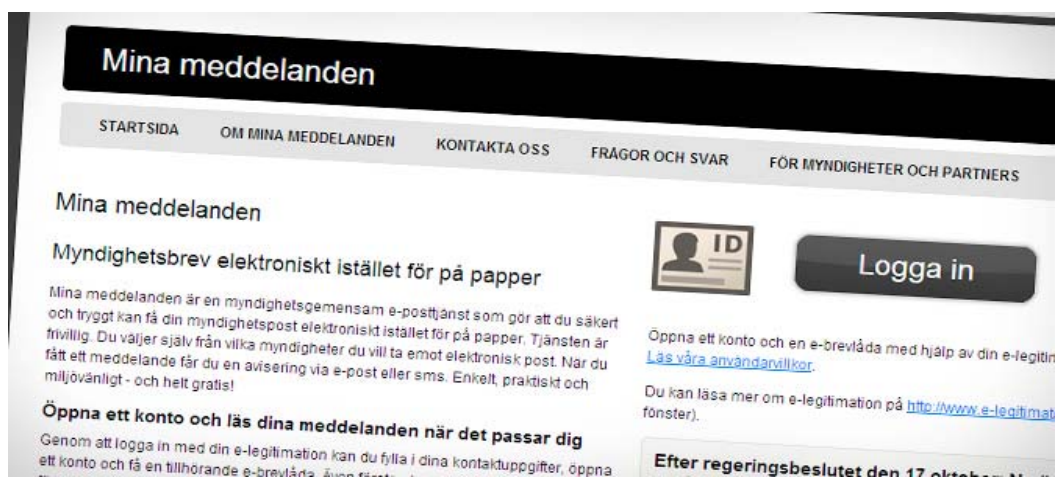 Mina meddelanden
STARTSIDA OM MINA MEDDELANDEN KONTAKTA OSS FRÅGOR OCH SVAR FÖR MYNDIGHETER OCH PARTNERS
Mina meddelanden
Myndighetsbrev elektroniskt istället för på papper
Mina meddelanden är en myndighetsgemensam e-posttjänst som gör att du säkert
och tryggt kan få din myndighetspost elektroniskt istället för på papper. Tjänsten är
frivillig. Du väljer själv från vilka myndigheter du vill ta emot elektronisk post. När du
fått ett meddelande får du en avisering via e-post eller sms. Enkelt, praktiskt och
miljövänligt - och helt gratis!
Öppna ett konto och läs dina meddelanden när det passar dig
Genom att logga in med din e-legitimation kan du fylla i dina kontaktuppgifter, öppna
ett konto och få en tillhörande e-brevlåda, även
ID
Logga in
Öppna ett konto och en e-brevlåda med hjälp av din e-legitim
Läs våra användarvillkor.
Du kan läsa mer om e-legitimation på http://www.e-legitimat
fönster).
Efter regeringsbeslutet den 17 oktober: